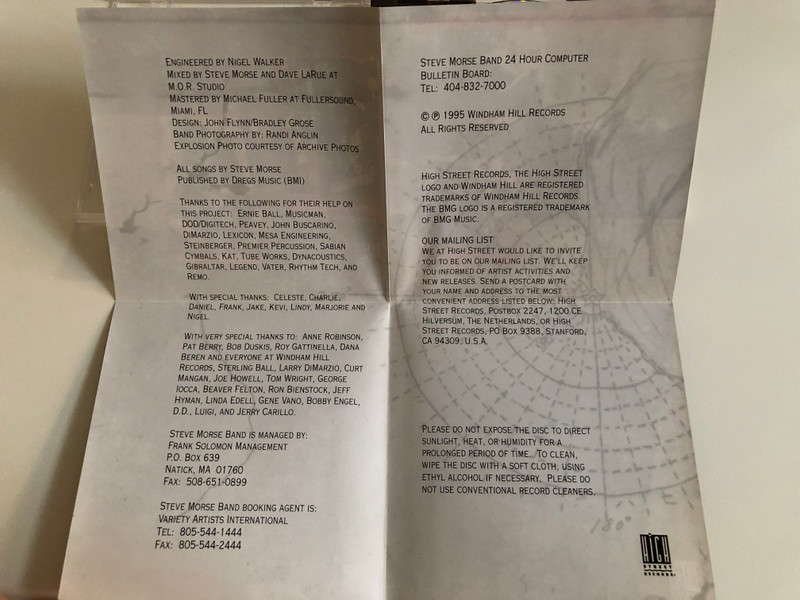 Engineered by Nigel Walker
Mixed by Steve Morse and Dave LaRue at
M.O.R. Studio
Mastered by Michael Fuller at Fullersound,
Miami, FL
Design: John Flynn/Bradley Grose
Band Photography by: Randi Anglin
Explosion Photo courtesy of Archive Photos
All songs by Steve Morse
Published by Dregs Music (BMI)
Thanks to the following for their help on
this project: Ernie Ball, Musicman,
DOD/Digitech, Peavey, John Buscarino,
DiMarzio, Lexicon, Mesa Engineering,
Steinberger, Premier Percussion, Sabian
Cymbals, Kat, Tube Works, Dynacoustics,
Gibraltar, Legend, Vater, Rhythm Tech, and
Remo.
With special thanks: Celeste, Charlie,
Daniel, Frank, Jake, Kevi, Lindy, Marjorie and
Nigel.
With very special thanks to: Anne Robinson,
Pat Berry, Bob Duskis, Roy Gattinella, Dana
Beren and everyone at Windham Hill
Records, Sterling Ball, Larry DiMarzio, Curt
Mangan, Joe Howell, Tom Wright, George
Iocca, Beaver Felton, Ron Bienstock, Jeff
Hyman, Linda Edell, Gene Vano, Bobby Engel,
D.D., Luigi, and Jerry Carillo.
Steve Morse Band is managed by:
Frank Solomon Management
P.O. Box 639
Natick, MA 01760
Fax: 508-651-0899
Steve Morse Band booking agent is:
Variety Artists International
Tel: 805-544-1444
Fax: 805-544-2444
Steve Morse Band 24 Hour Computer
Bulletin Board:
Tel: 404-832-7000
© ℗ 1995 Windham Hill Records
All Rights Reserved
High Street Records, the High Street
logo and Windham Hill are registered
trademarks of Windham Hill Records.
The BMG logo is a registered trademark
of BMG Music.
Our mailing list
We at High Street would like to invite
you to be on our mailing list. We'll keep
you informed of artist activities and
new releases. Send a postcard with
your name and address to the most
convenient address listed below: High
Street Records, Postbox 2247, 1200 CE
Hilversum, The Netherlands, or High
Street Records, PO Box 9388, Stanford,
CA 94309, U.S.A.
Please do not expose the disc to direct
sunlight, heat, or humidity for a
prolonged period of time. To clean,
wipe the disc with a soft cloth, using
ethyl alcohol if necessary. Please do
not use conventional record cleaners.
180°
High
Street
Records